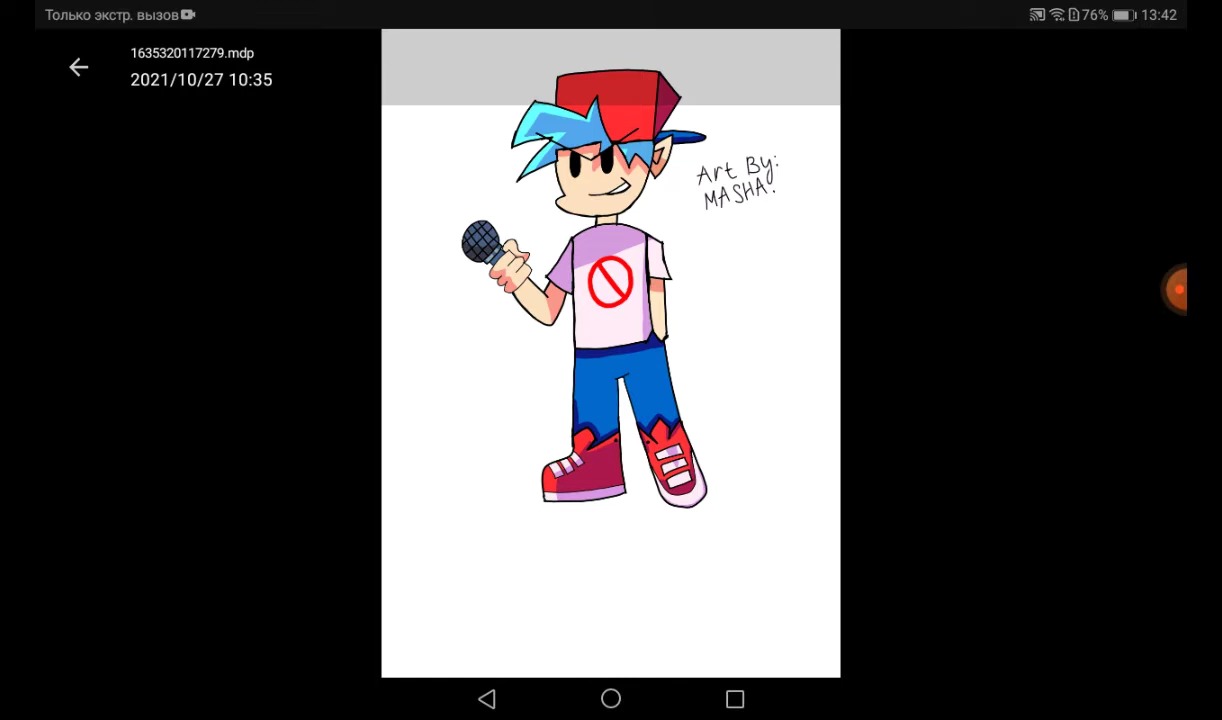 Только экстр. вызов
76% 13:42
1635320117279.mdp
2021/10/27 10:35
Art By:
MASHA.